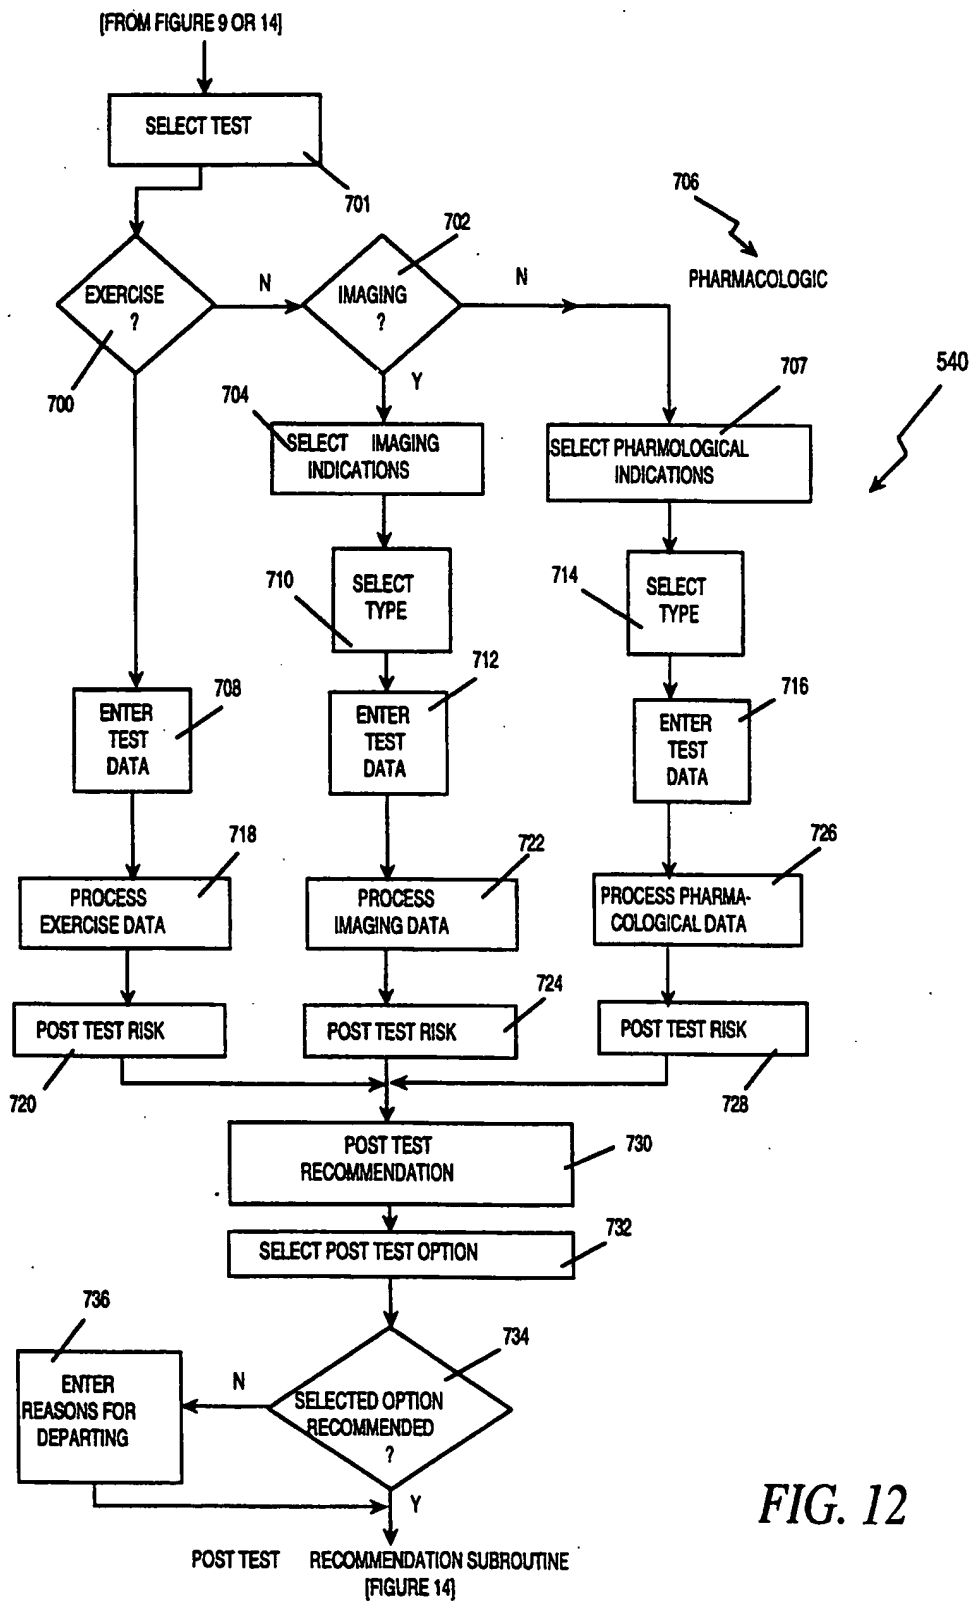 [FROM FIGURE 9 OR 14]
SELECT TEST
701
706
PHARMACOLOGIC
702
EXERCISE
?
N
IMAGING
?
N
700
Y
540
704
SELECT IMAGING
INDICATIONS
707
SELECT PHARMOLOGICAL
INDICATIONS
710
SELECT
TYPE
714
SELECT
TYPE
708
ENTER
TEST
DATA
712
ENTER
TEST
DATA
716
ENTER
TEST
DATA
718
PROCESS
EXERCISE DATA
722
PROCESS
IMAGING DATA
726
PROCESS PHARMA-
COLOGICAL DATA
POST TEST RISK
720
724
POST TEST RISK
POST TEST RISK
728
POST TEST
RECOMMENDATION
730
SELECT POST TEST OPTION
732
736
ENTER
REASONS FOR
DEPARTING
N
734
SELECTED OPTION
RECOMMENDED
?
Y
POST TEST RECOMMENDATION SUBROUTINE
[FIGURE 14]
FIG. 12